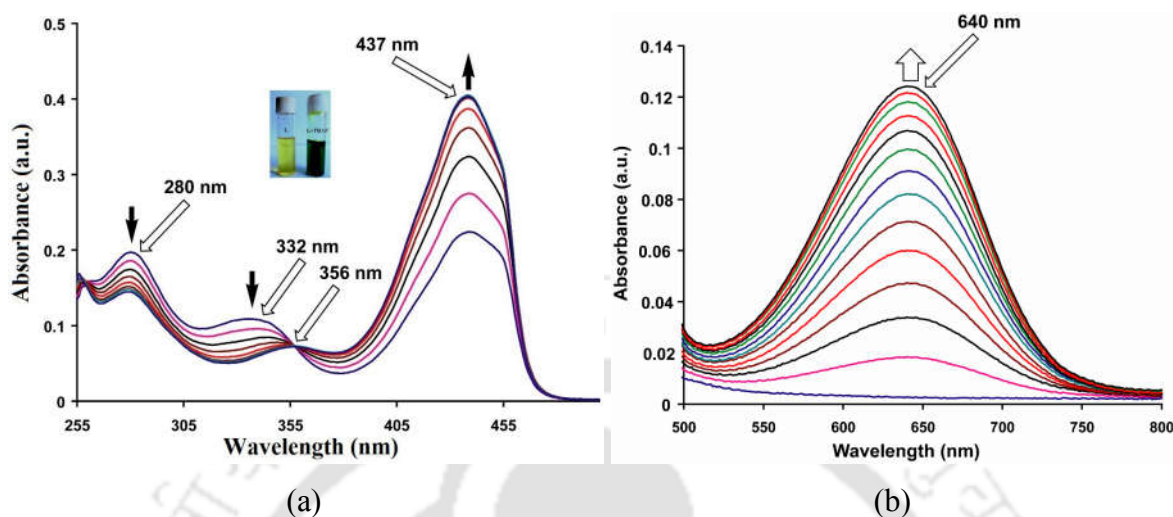 0.5
0.4
0.3
0.2
0.1
0
Absorbance (a.u.)
255
305
355
405
455
Wavelength (nm)
280 nm
332 nm
356 nm
437 nm
L
(a)
0.14
0.12
0.1
0.08
0.06
0.04
0.02
0
Absorbance (a.u.)
500
550
600
650
700
750
800
Wavelength (nm)
640 nm
(b)